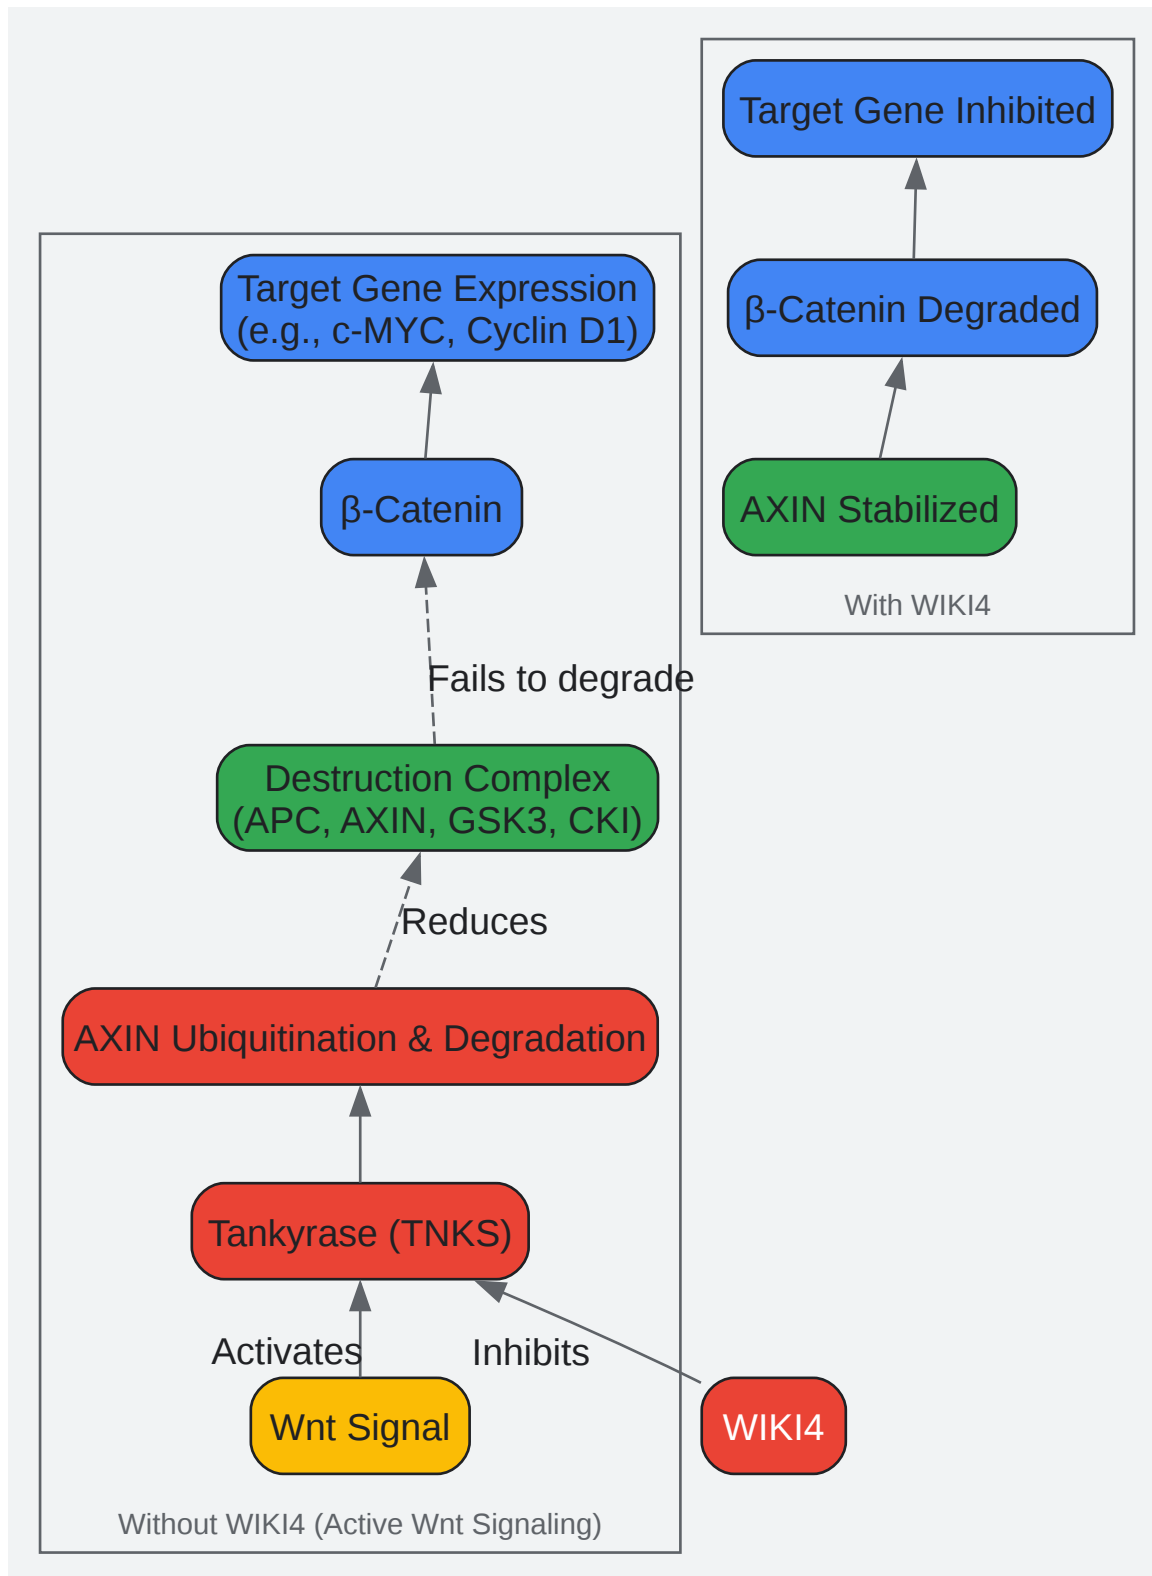 Target Gene Inhibited
β-Catenin Degraded
AXIN Stabilized
With WIKI4
Target Gene Expression
(e.g., c-MYC, Cyclin D1)
β-Catenin
Fails to degrade
Destruction Complex
(APC, AXIN, GSK3, CKI)
Reduces
AXIN Ubiquitination & Degradation
Tankyrase (TNKS)
Activates
Inhibits
Wnt Signal
WIKI4
Without WIKI4 (Active Wnt Signaling)